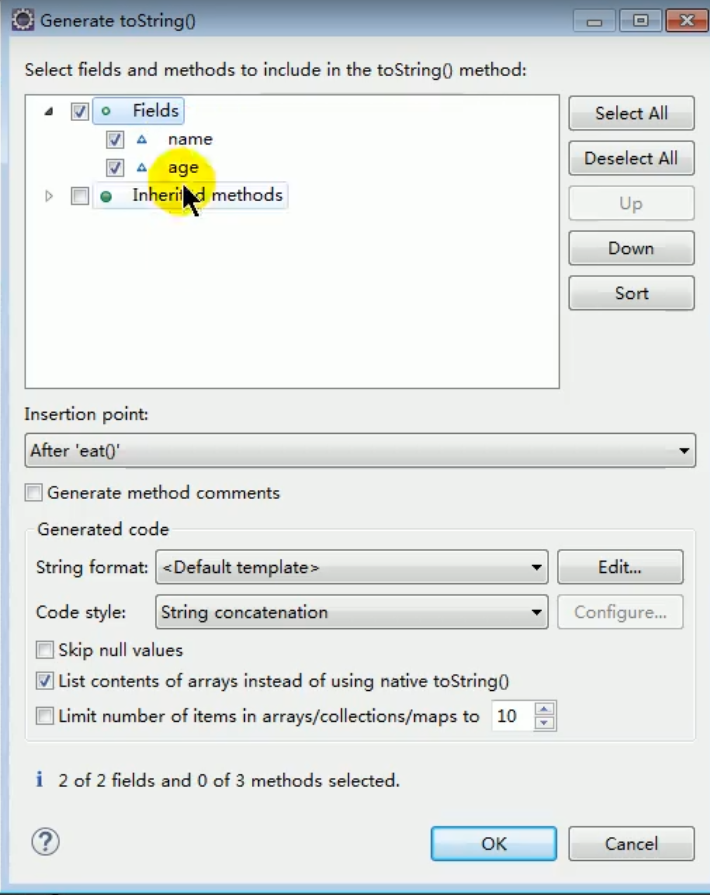 Generate toString()
Select fields and methods to include in the toString() method:
Fields
name
age
Inherited methods
Select All
Deselect All
Up
Down
Sort
Insertion point:
After 'eat()'
Generate method comments
Generated code
String format: <Default template> Edit...
Code style: String concatenation Configure...
Skip null values
List contents of arrays instead of using native toString()
Limit number of items in arrays/collections/maps to 10
i 2 of 2 fields and 0 of 3 methods selected.
? OK Cancel